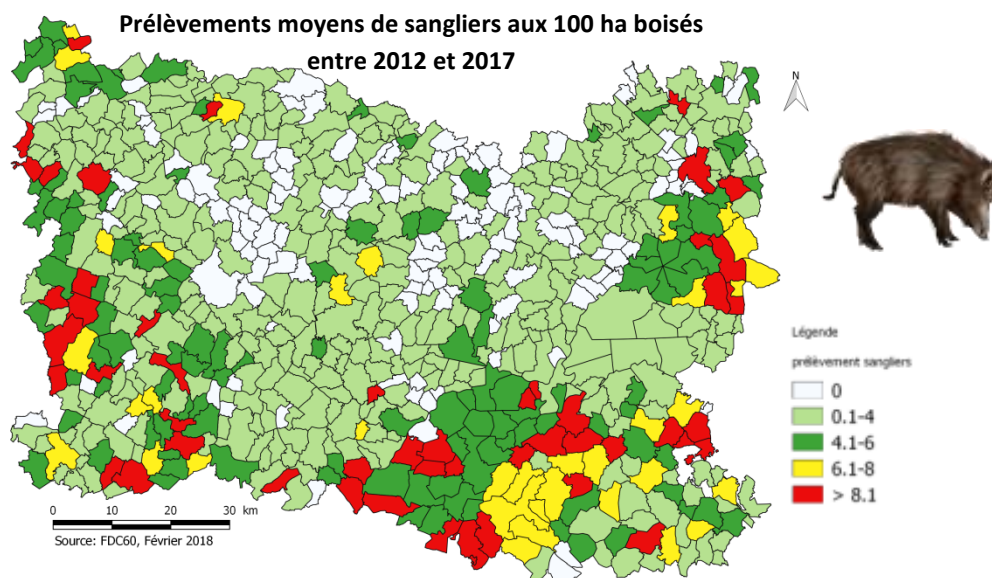 Prélèvements moyens de sangliers aux 100 ha boisés
entre 2012 et 2017
N
Légende
prélèvement sangliers
0
0.1-4
4.1-6
6.1-8
> 8.1
0 10 20 30 km
Source: FDC60, Février 2018